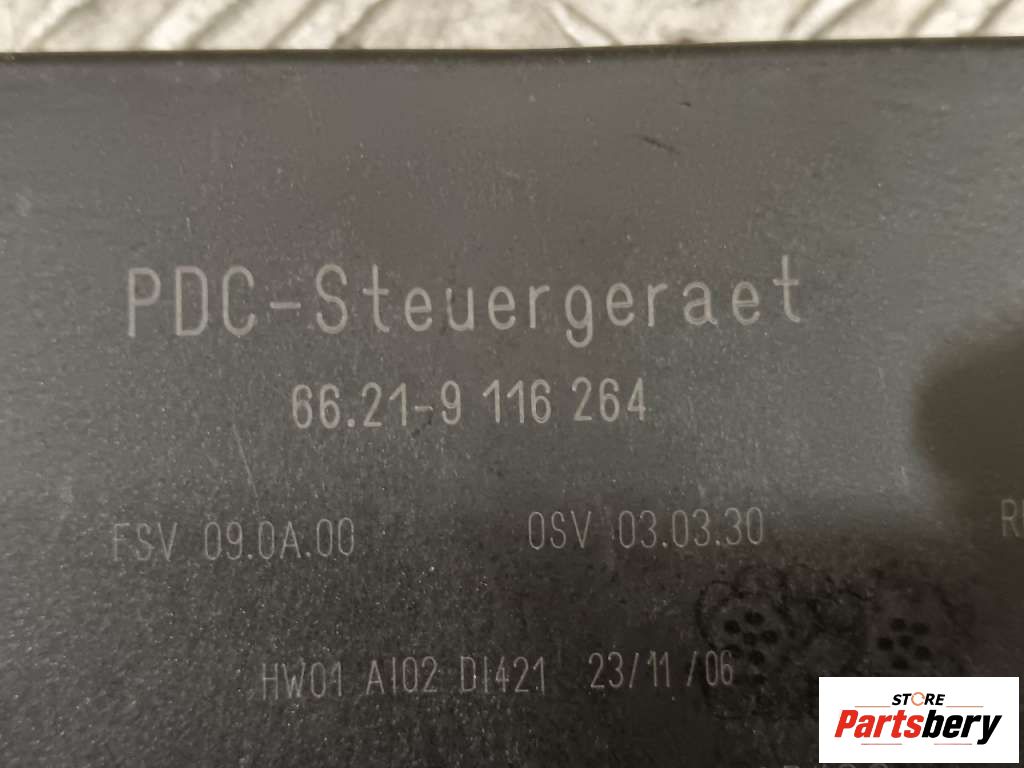 PDC-Steuergeraet
66.21-9 116 264
FSV 09.0A.00 OSV 03.03.30
HW01 AI02 DI421 23/11/06
STORE
Partsbery